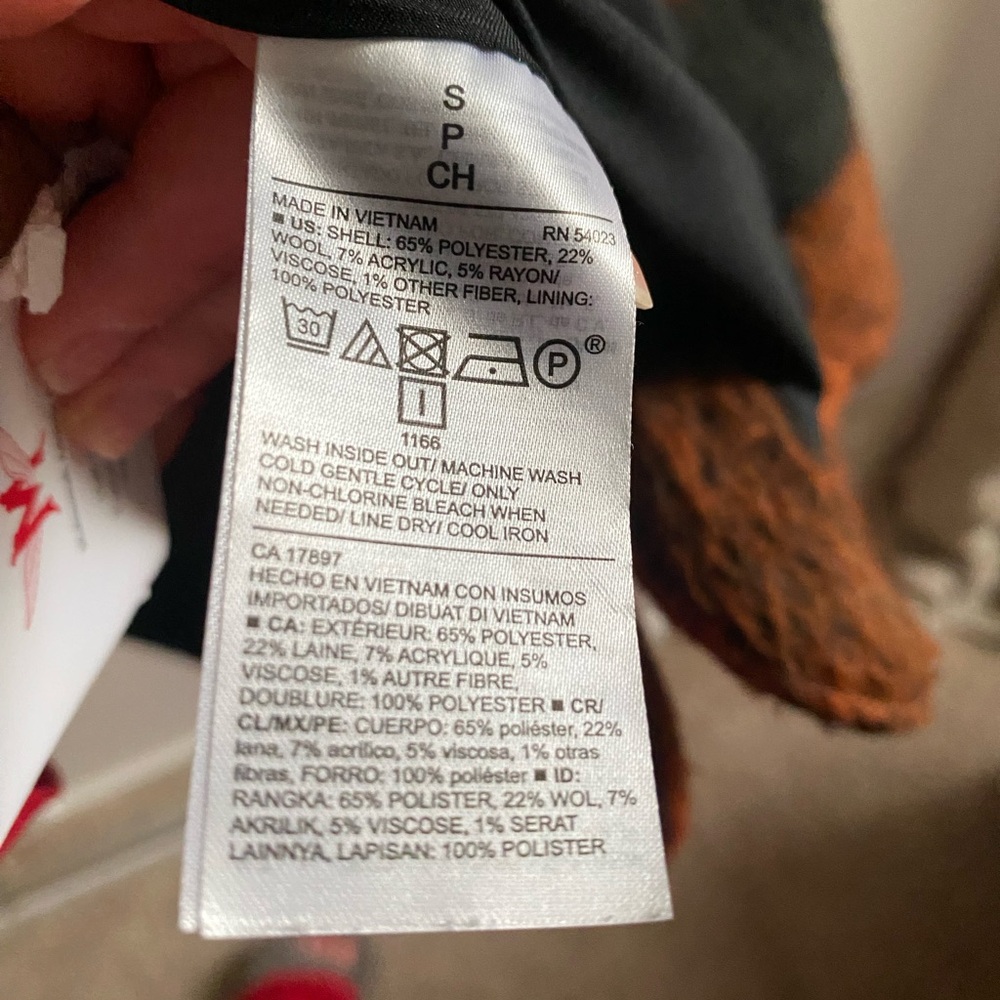 S
P
CH
MADE IN VIETNAM RN 54023
■ US: SHELL: 65% POLYESTER, 22%
WOOL, 7% ACRYLIC, 5% RAYON/
VISCOSE, 1% OTHER FIBER, LINING:
100% POLYESTER
30
P ®
1166
WASH INSIDE OUT/ MACHINE WASH
COLD GENTLE CYCLE/ ONLY
NON-CHLORINE BLEACH WHEN
NEEDED/ LINE DRY/ COOL IRON
CA 17897
HECHO EN VIETNAM CON INSUMOS
IMPORTADOS/ DIBUAT DI VIETNAM
■ CA: EXTÉRIEUR: 65% POLYESTER,
22% LAINE, 7% ACRYLIQUE, 5%
VISCOSE, 1% AUTRE FIBRE,
DOUBLURE: 100% POLYESTER ■ CR/
CL/MX/PE: CUERPO: 65% poliéster, 22%
lana, 7% acrílico, 5% viscosa, 1% otras
fibras, FORRO: 100% poliéster ■ ID:
RANGKA: 65% POLISTER, 22% WOL, 7%
AKRILIK, 5% VISCOSE, 1% SERAT
LAINNYA, LAPISAN: 100% POLISTER